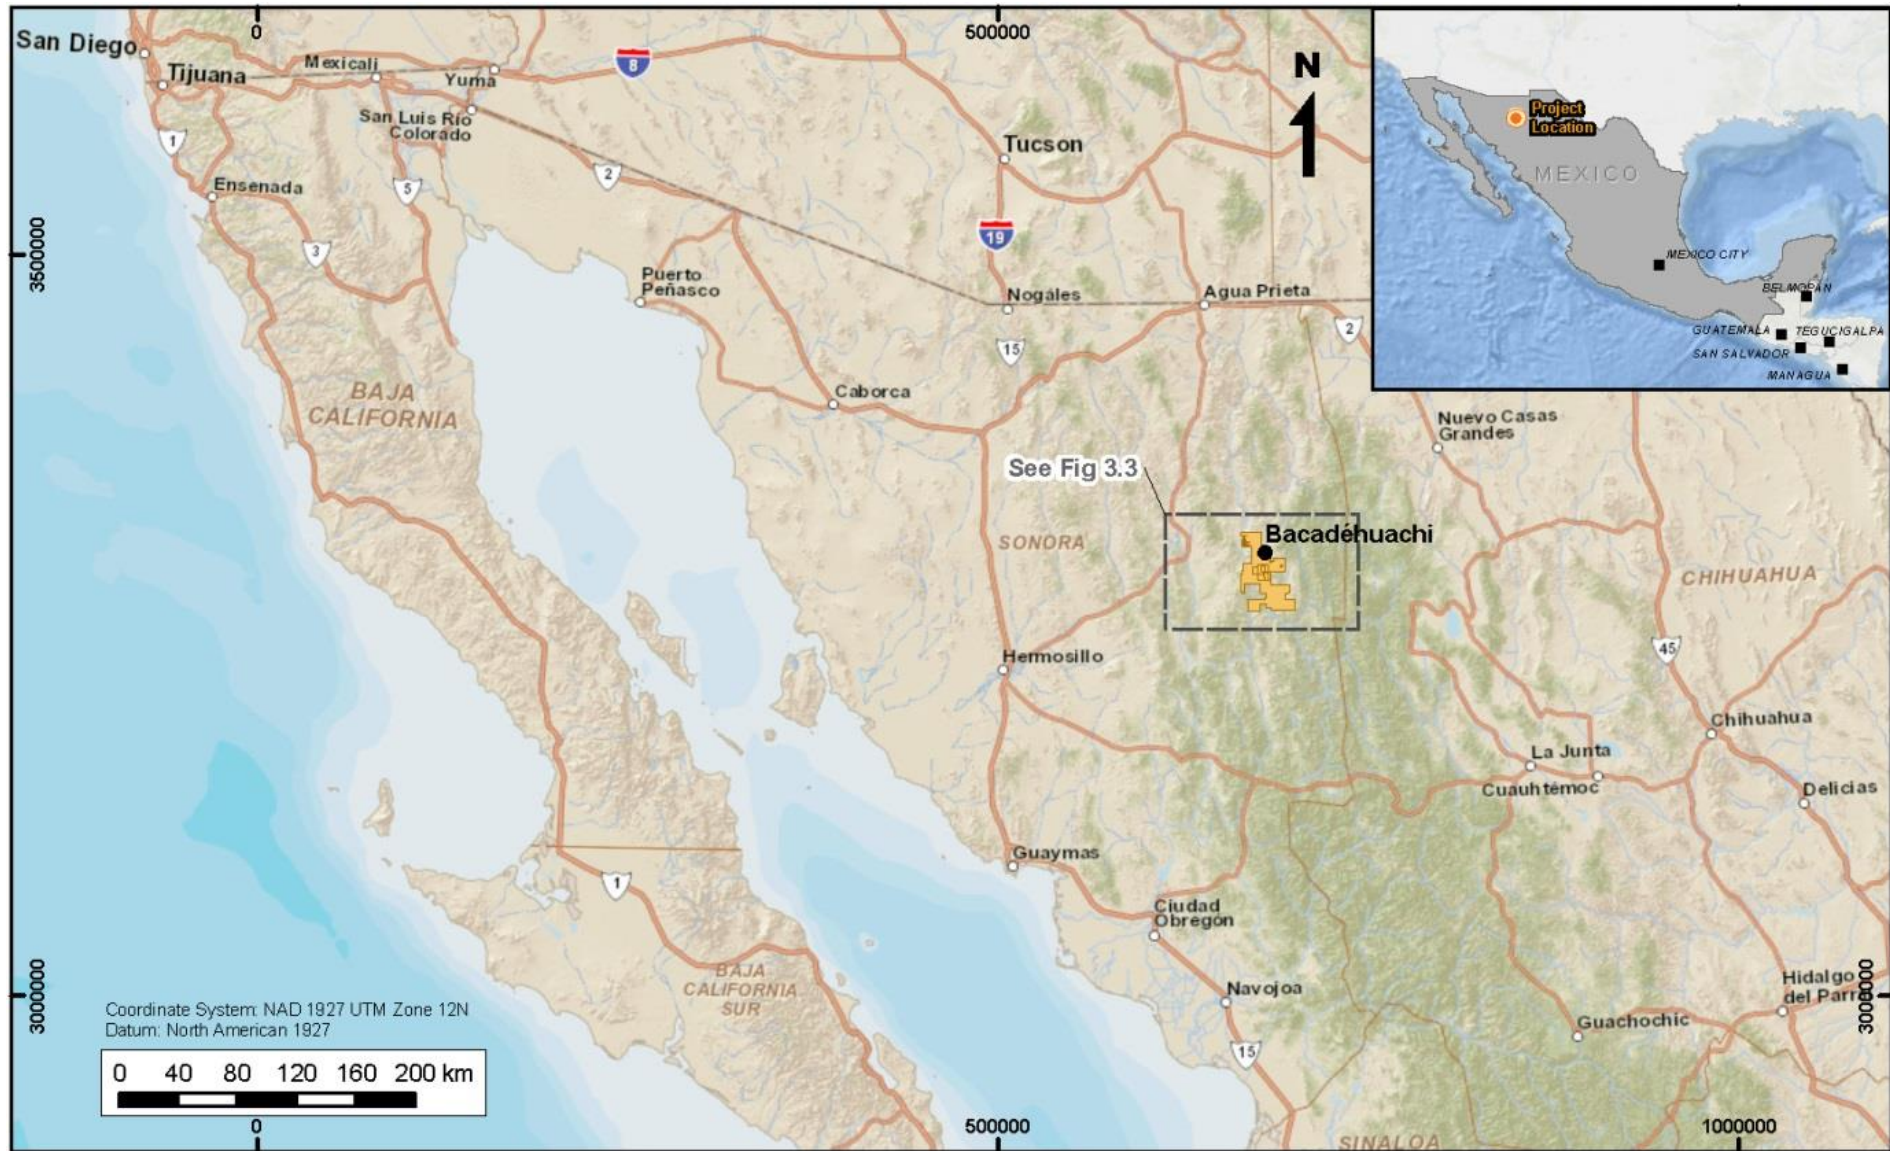 0
500000
San Diego
Tijuana
Mexicali
Yuma
8
San Luis Río
Colorado
N
Project
Location
MEXICO
MEXICO CITY
BELMOPAN
GUATEMALA
TEGUCIGALPA
SAN SALVADOR
MANAGUA
1
Ensenada
5
2
Tucson
3
19
3500000
Puerto
Peñasco
Nogáles
Agua Prieta
2
15
BAJA
CALIFORNIA
Caborca
Nuevo Casas
Grandes
See Fig 3.3
SONORA
Bacadéhuachi
CHIHUAHUA
Hermosillo
45
Chihuahua
La Junta
Cuauhtémoc
Delicias
Guaymas
1
Ciudad
Obregón
BAJA
CALIFORNIA
SUR
Navojoa
Hidalgo
del Parral
3000000
3000000
Guachochic
15
Coordinate System: NAD 1927 UTM Zone 12N
Datum: North American 1927
0 40 80 120 160 200 km
0
500000
1000000
SINALOA